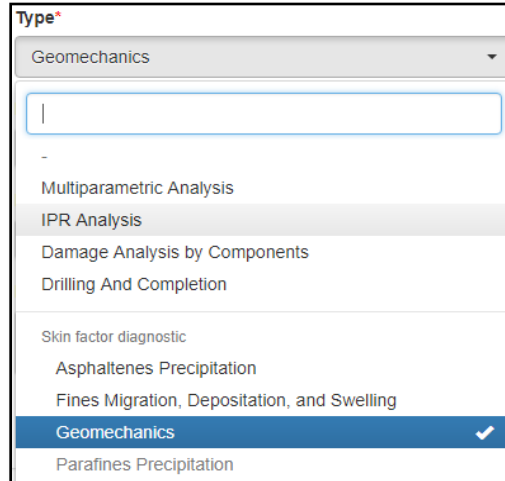 Type*
Geomechanics
-
Multiparametric Analysis
IPR Analysis
Damage Analysis by Components
Drilling And Completion
Skin factor diagnostic
Asphaltenes Precipitation
Fines Migration, Depositation, and Swelling
Geomechanics
Parafines Precipitation